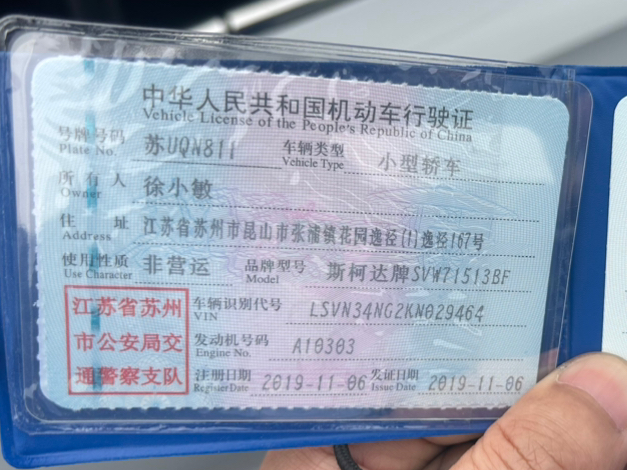 中华人民共和国机动车行驶证
Vehicle License of the People's Republic of China
号牌号码 苏UQN811 车辆类型 小型轿车
Plate No. Vehicle Type
所有人 徐小敏
Owner
住址 江苏省苏州市昆山市张浦镇花园逸径(1)逸径167号
Address
使用性质 非营运 品牌型号 斯柯达牌SVW71513BF
Use Character Model
江苏省苏州
市公安局交
通警察支队
车辆识别代号 LSVN34NG2KN029464
VIN
发动机号码 A10303
Engine No.
注册日期 2019-11-06 发证日期 2019-11-06
Register Date Issue Date